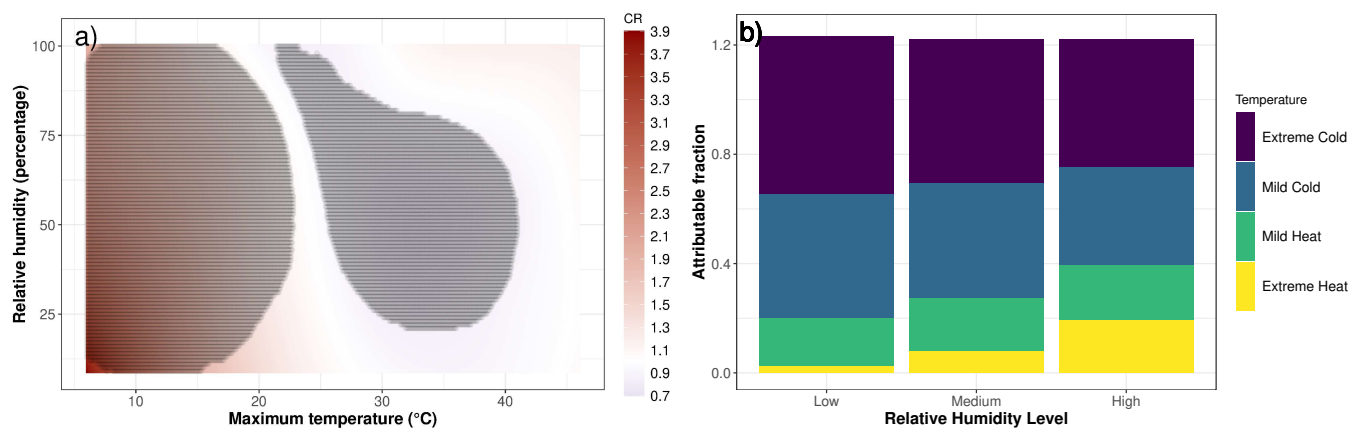 a)
Relative humidity (percentage)
100
75
50
25
10
20
30
40
Maximum temperature (°C)
CR
3.9
3.7
3.5
3.3
3.1
2.9
2.7
2.5
2.3
2.1
1.9
1.7
1.5
1.3
1.1
0.9
0.7
b)
Attributable fraction
1.2
0.8
0.4
0.0
Low
Medium
High
Relative Humidity Level
Temperature
Extreme Cold
Mild Cold
Mild Heat
Extreme Heat